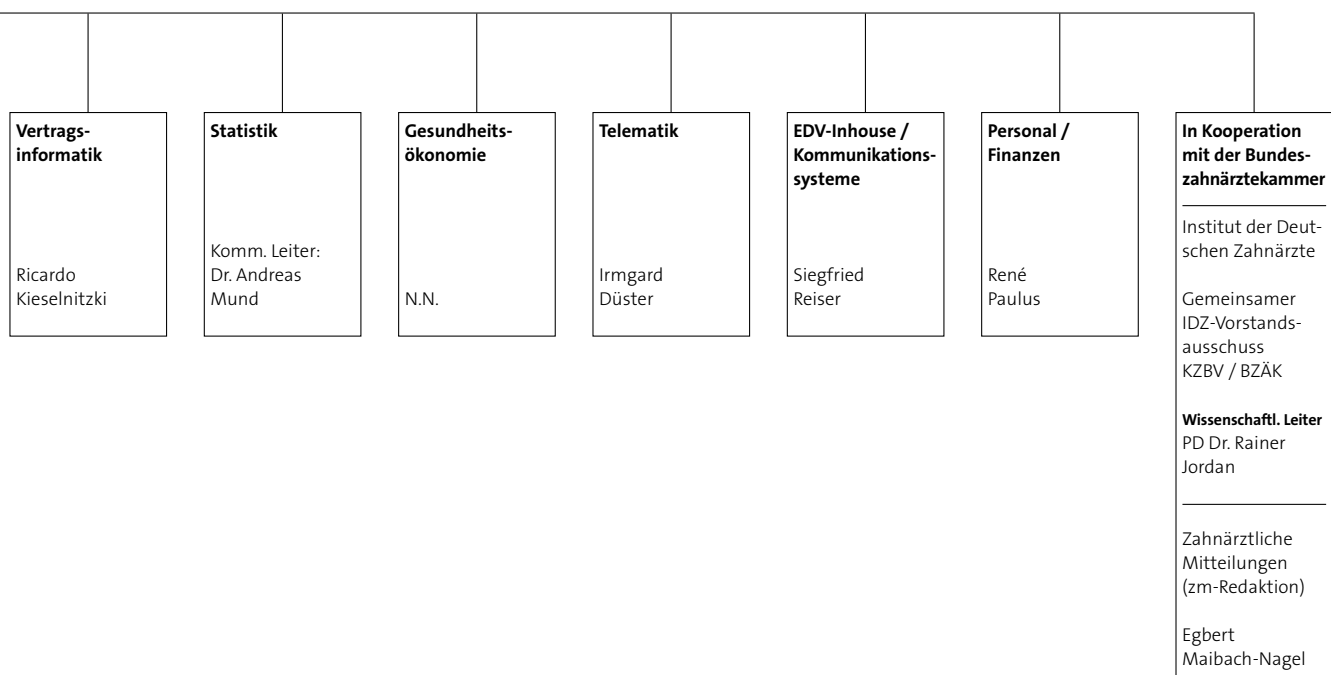 Vertrags-
informatik
Ricardo
Kieselnitzki
Statistik
Komm. Leiter:
Dr. Andreas
Mund
Gesundheits-
ökonomie
N.N.
Telematik
Irmgard
Düster
EDV-Inhouse /
Kommunikations-
systeme
Siegfried
Reiser
Personal /
Finanzen
René
Paulus
In Kooperation
mit der Bundes-
zahnärztekammer
Institut der Deut-
schen Zahnärzte
Gemeinsamer
IDZ-Vorstands-
ausschuss
KZBV / BZÄK
Wissenschaftl. Leiter
PD Dr. Rainer
Jordan
Zahnärztliche
Mitteilungen
(zm-Redaktion)
Egbert
Maibach-Nagel